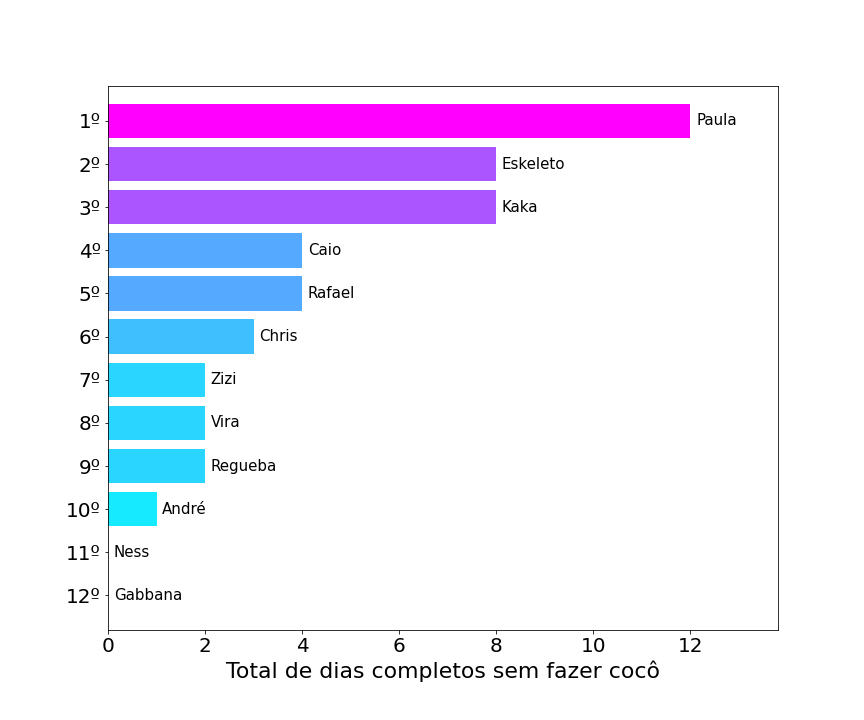 1º Paula
2º Eskeleto
3º Kaka
4º Caio
5º Rafael
6º Chris
7º Zizi
8º Vira
9º Regueba
10º André
11º Ness
12º Gabbana
0 2 4 6 8 10 12
Total de dias completos sem fazer cocô